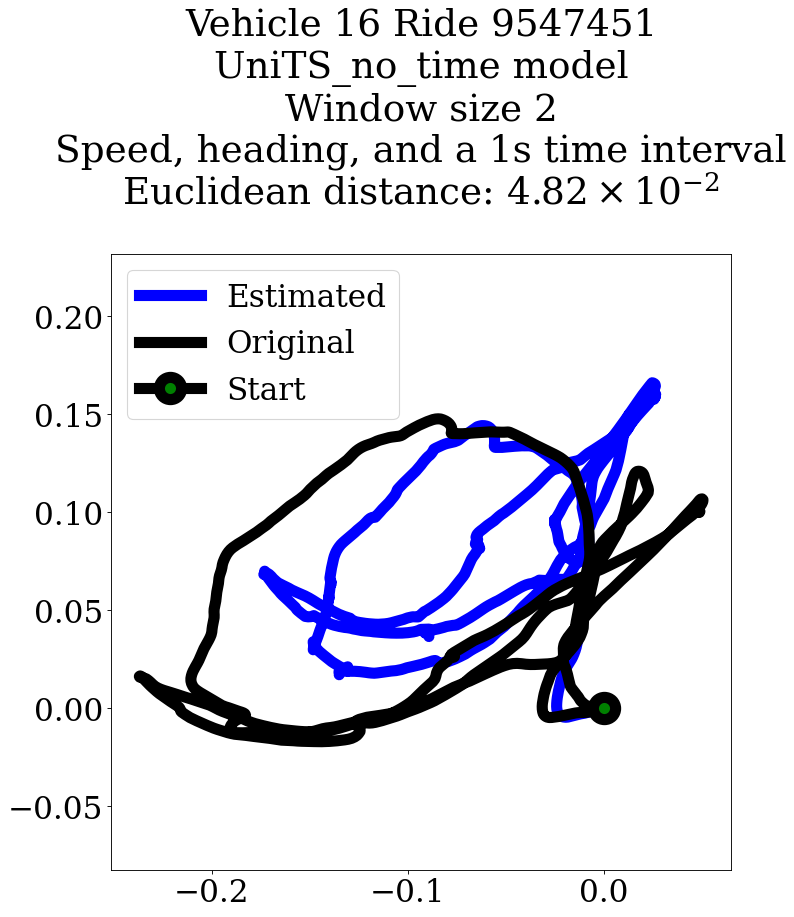 Vehicle 16 Ride 9547451
UniTS_no_time model
Window size 2
Speed, heading, and a 1s time interval
Euclidean distance: 4.82 × 10⁻²
Estimated
Original
Start
0.20
0.15
0.10
0.05
0.00
−0.05
−0.2
−0.1
0.0